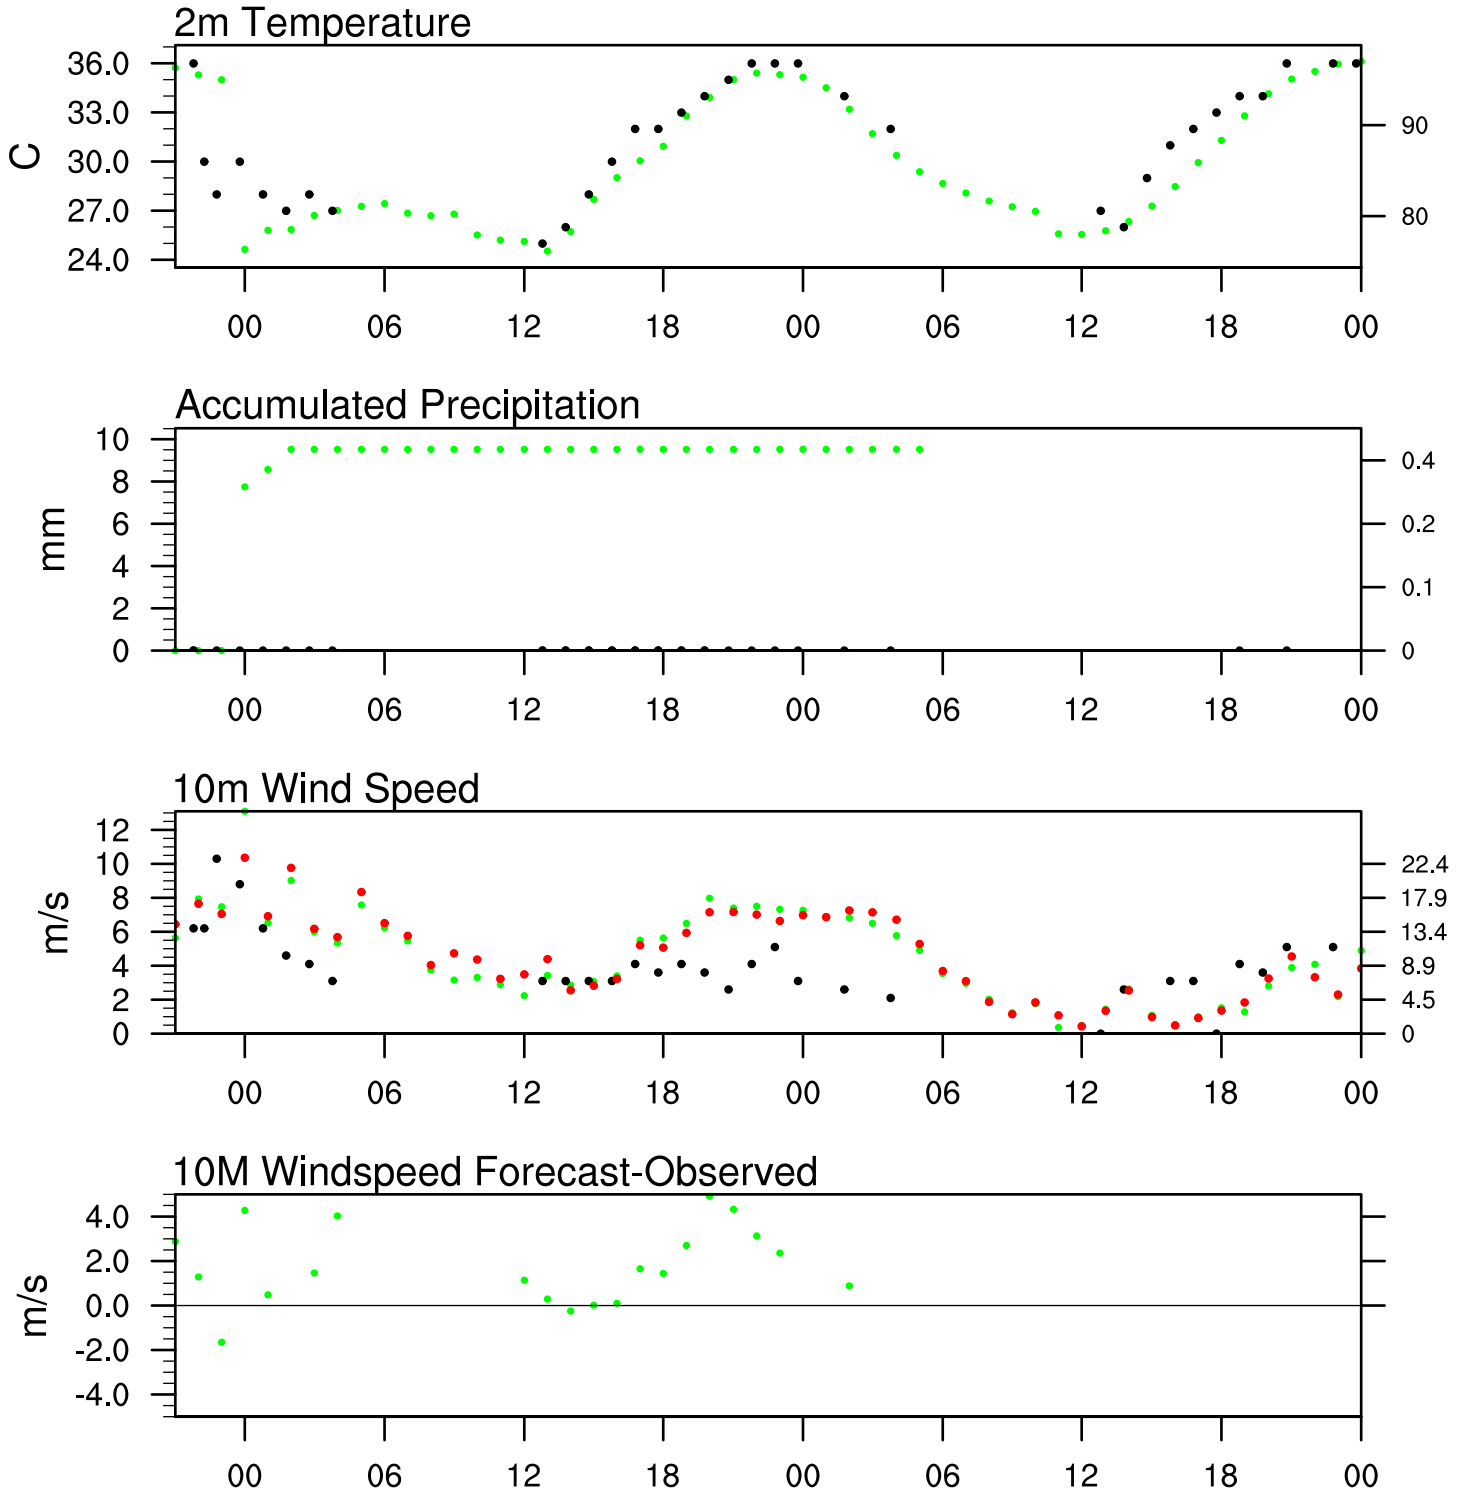 2m Temperature
36.0
33.0
30.0
27.0
24.0
C
90
80
00 06 12 18 00 06 12 18 00
Accumulated Precipitation
10
8
6
4
2
0
mm
0.4
0.2
0.1
0
00 06 12 18 00 06 12 18 00
10m Wind Speed
12
10
8
6
4
2
0
m/s
22.4
17.9
13.4
8.9
4.5
0
00 06 12 18 00 06 12 18 00
10M Windspeed Forecast-Observed
4.0
2.0
0.0
-2.0
-4.0
m/s
00 06 12 18 00 06 12 18 00